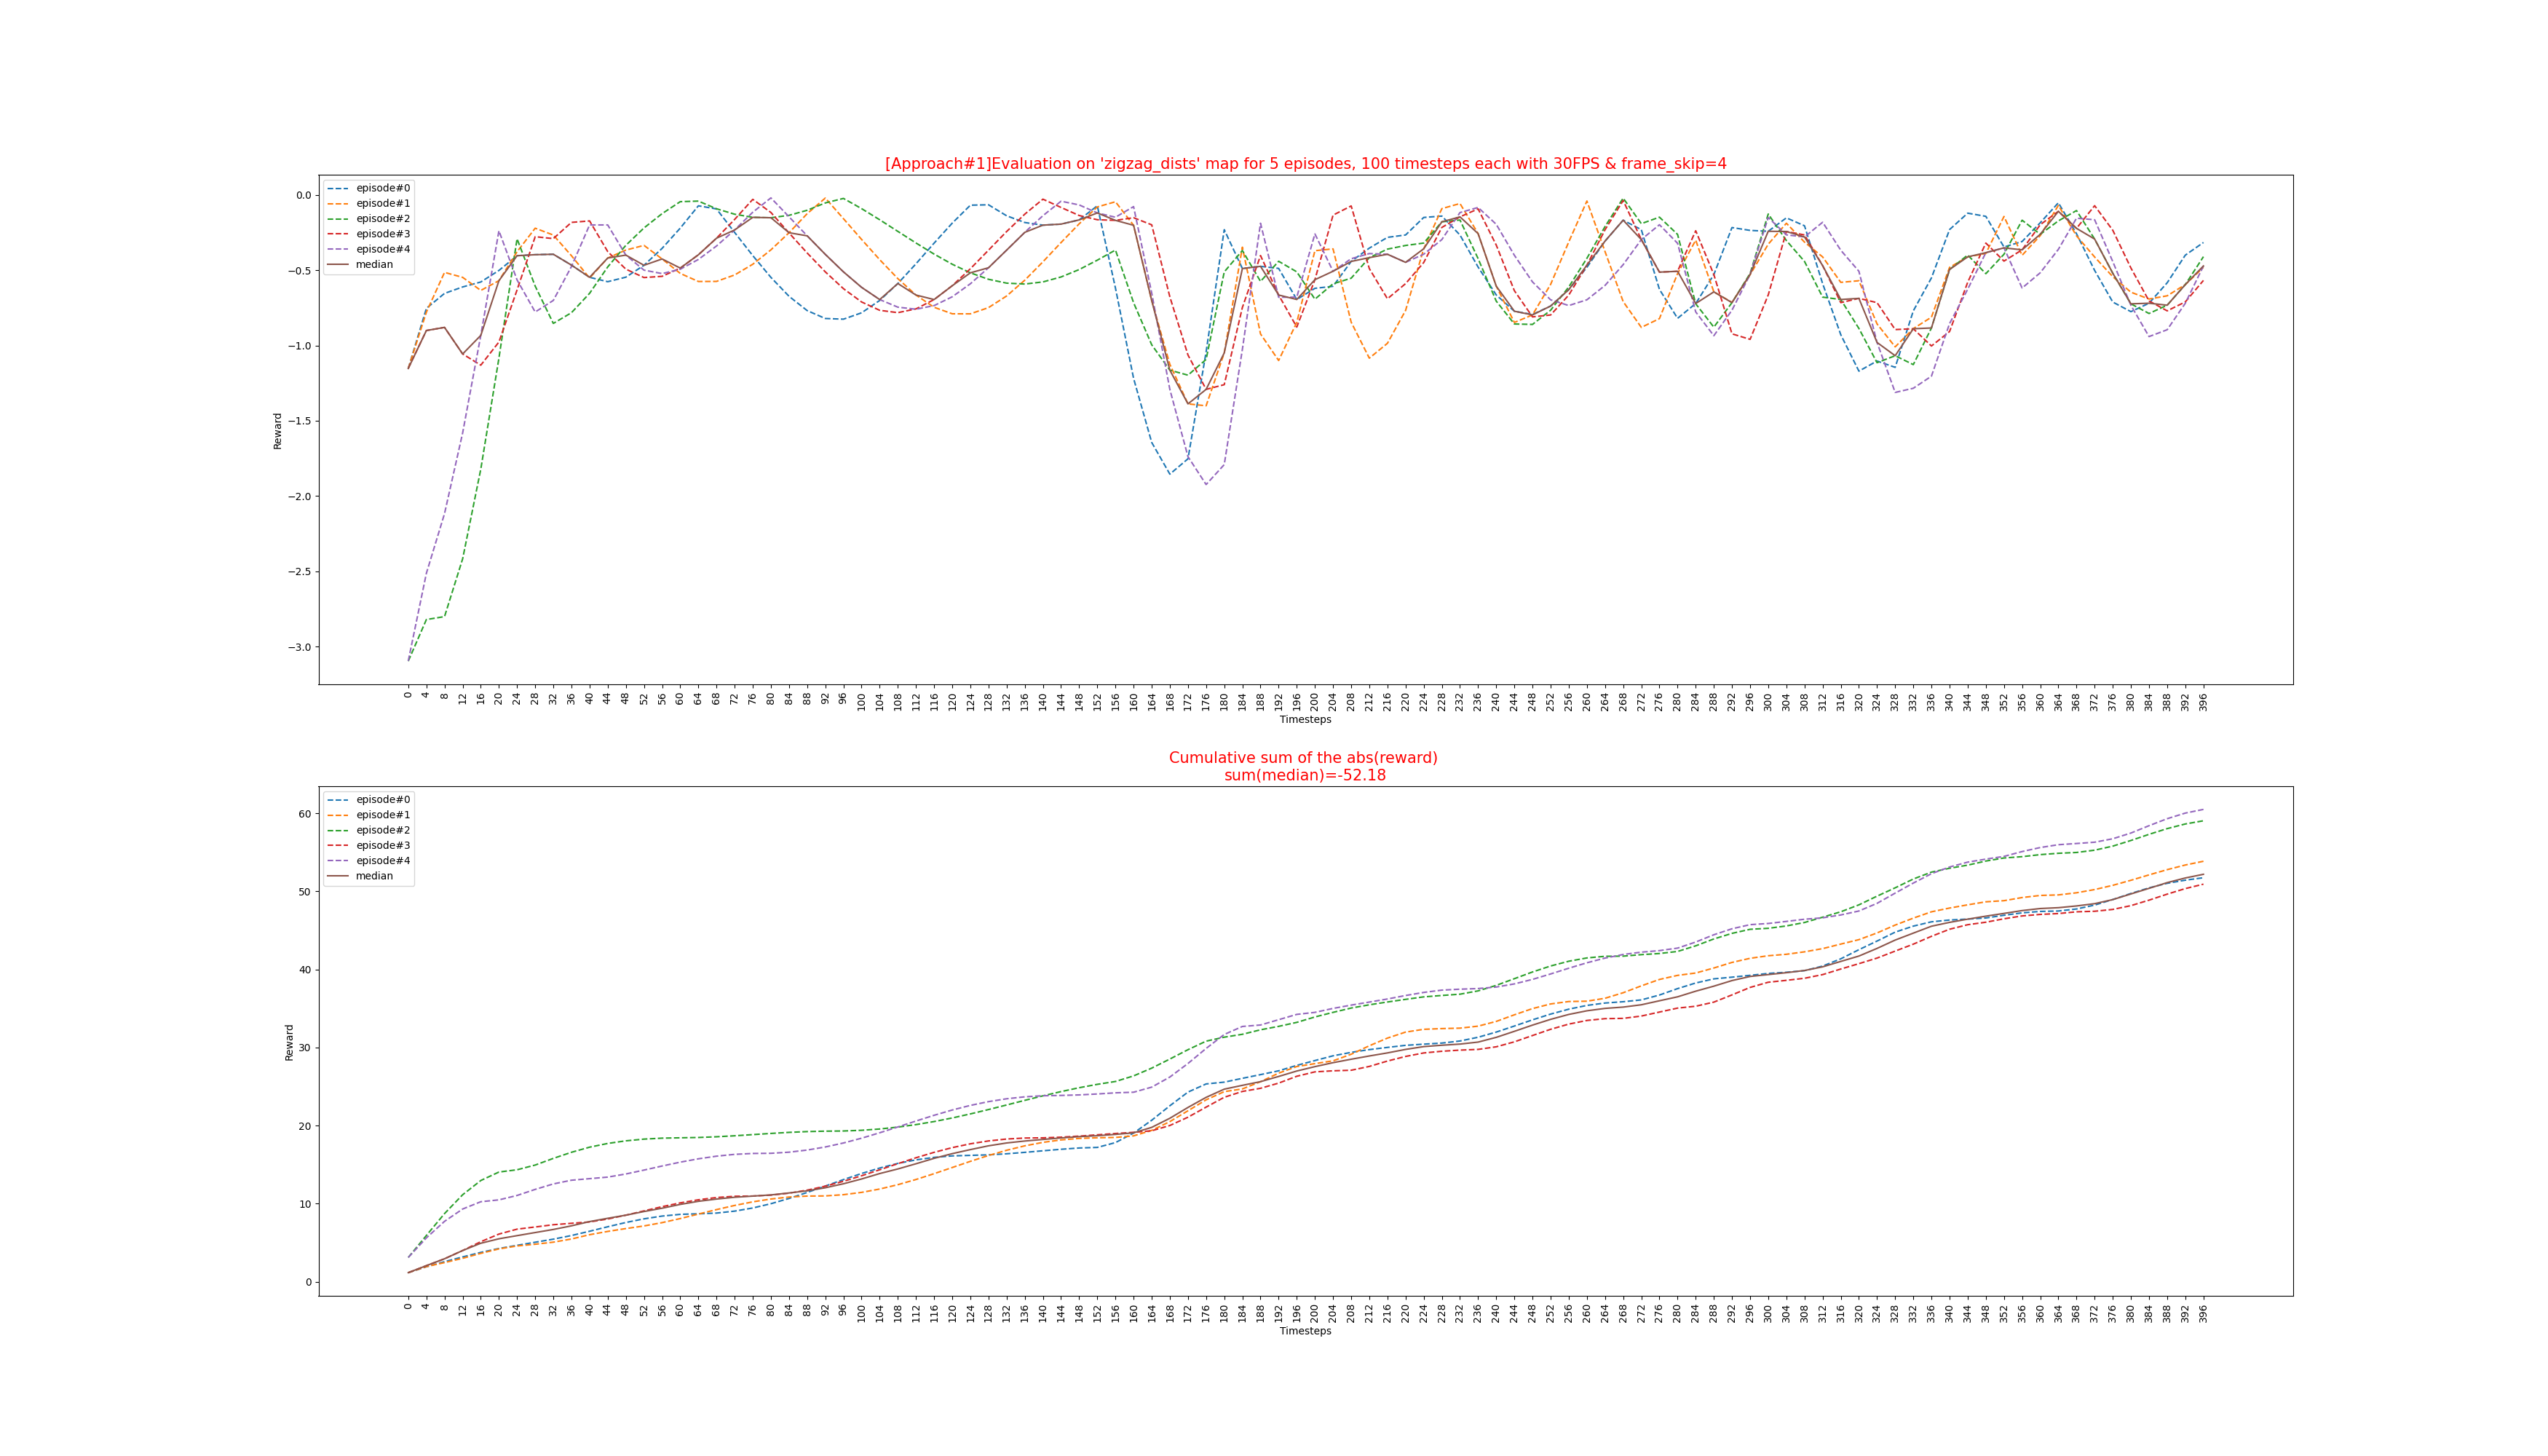 [Approach#1]Evaluation on 'zigzag_dists' map for 5 episodes, 100 timesteps each with 30FPS & frame_skip=4
episode#0
episode#1
episode#2
episode#3
episode#4
median
0.0
−0.5
−1.0
−1.5
−2.0
−2.5
−3.0
Reward
0 4 8 12 16 20 24 28 32 36 40 44 48 52 56 60 64 68 72 76 80 84 88 92 96 100 104 108 112 116 120 124 128 132 136 140 144 148 152 156 160 164 168 172 176 180 184 188 192 196 200 204 208 212 216 220 224 228 232 236 240 244 248 252 256 260 264 268 272 276 280 284 288 292 296 300 304 308 312 316 320 324 328 332 336 340 344 348 352 356 360 364 368 372 376 380 384 388 392 396
Timesteps
Cumulative sum of the abs(reward)
sum(median)=-52.18
episode#0
episode#1
episode#2
episode#3
episode#4
median
60
50
40
30
20
10
0
Reward
0 4 8 12 16 20 24 28 32 36 40 44 48 52 56 60 64 68 72 76 80 84 88 92 96 100 104 108 112 116 120 124 128 132 136 140 144 148 152 156 160 164 168 172 176 180 184 188 192 196 200 204 208 212 216 220 224 228 232 236 240 244 248 252 256 260 264 268 272 276 280 284 288 292 296 300 304 308 312 316 320 324 328 332 336 340 344 348 352 356 360 364 368 372 376 380 384 388 392 396
Timesteps